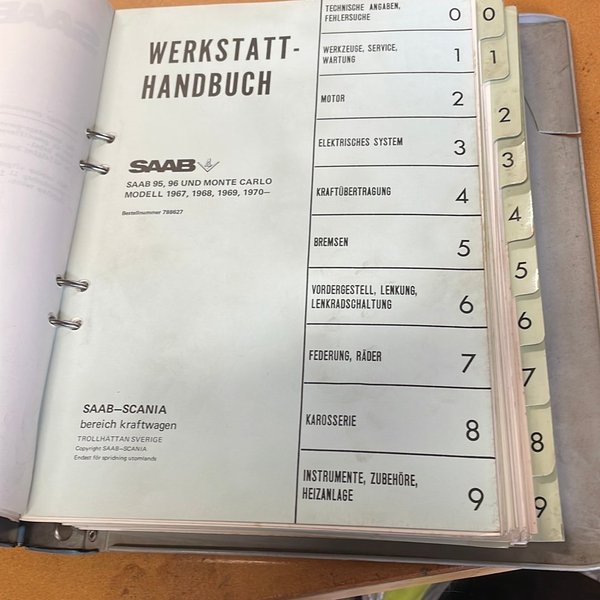 WERKSTATT-
HANDBUCH
SAAB V4
SAAB 95, 96 UND MONTE CARLO
MODELL 1967, 1968, 1969, 1970—
Bestellnummer 788627
SAAB—SCANIA
bereich kraftwagen
TROLLHÄTTAN SVERIGE
Copyright SAAB—SCANIA
Endast för spridning utomlands
TECHNISCHE ANGABEN,
FEHLERSUCHE 0
WERKZEUGE, SERVICE,
WARTUNG 1
MOTOR 2
ELEKTRISCHES SYSTEM 3
KRAFTÜBERTRAGUNG 4
BREMSEN 5
VORDERGESTELL, LENKUNG,
LENKRADSCHALTUNG 6
FEDERUNG, RÄDER 7
KAROSSERIE 8
INSTRUMENTE, ZUBEHÖRE,
HEIZANLAGE 9
0
1
2
3
4
5
6
7
8
9